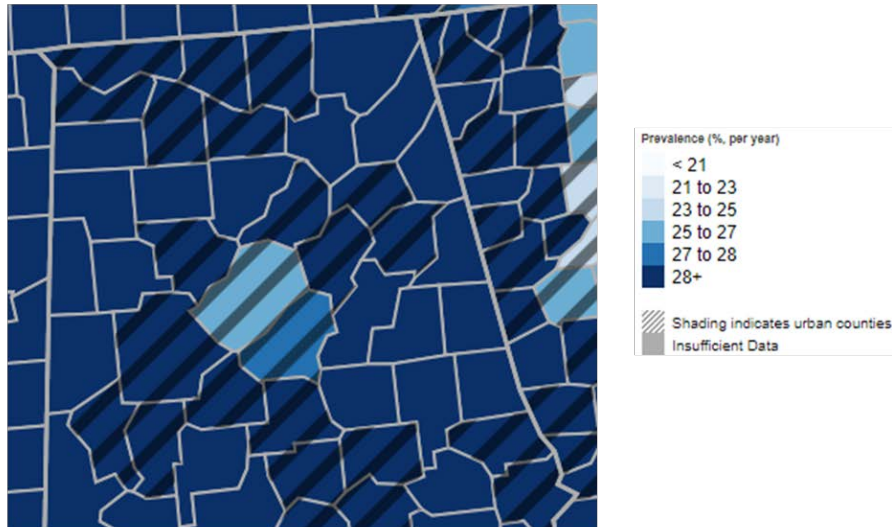 Prevalence (%, per year)
< 21
21 to 23
23 to 25
25 to 27
27 to 28
28+
Shading indicates urban counties
Insufficient Data